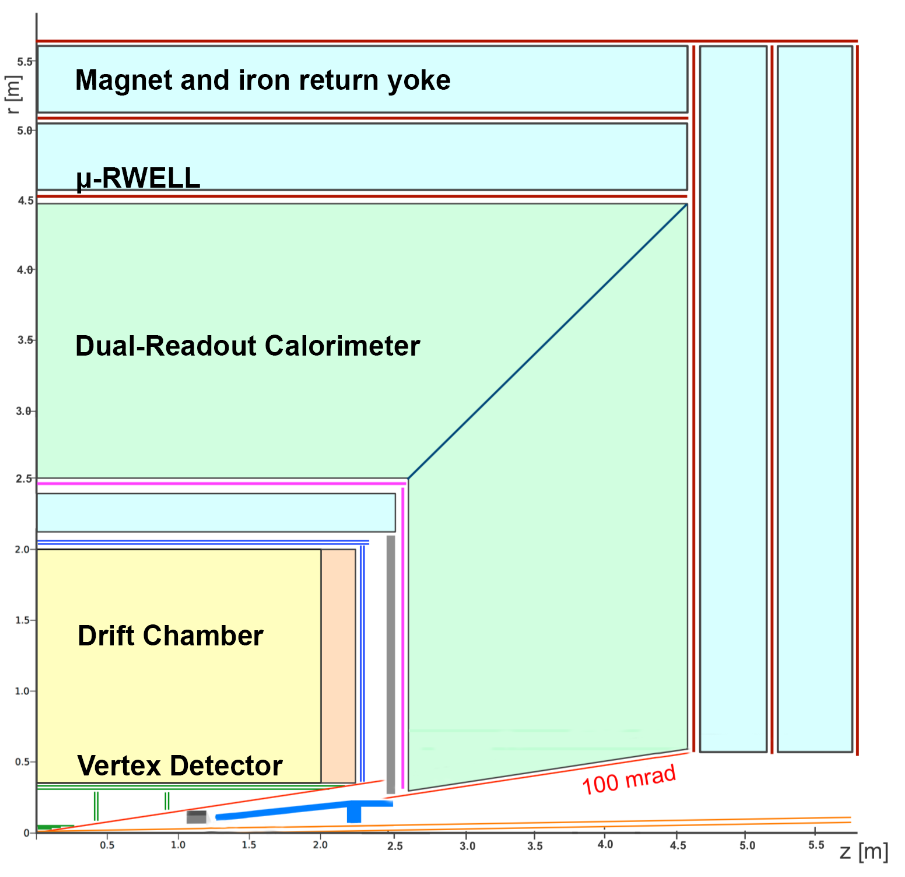 5.5
r [m]
Magnet and iron return yoke
5.0
μ-RWELL
4.5
4.0
Dual-Readout Calorimeter
3.5
3.0
2.5
2.0
1.5
Drift Chamber
1.0
Vertex Detector
0.5
100 mrad
0
0.5 1.0 1.5 2.0 2.5 3.0 3.5 4.0 4.5 5.0 5.5
z [m]